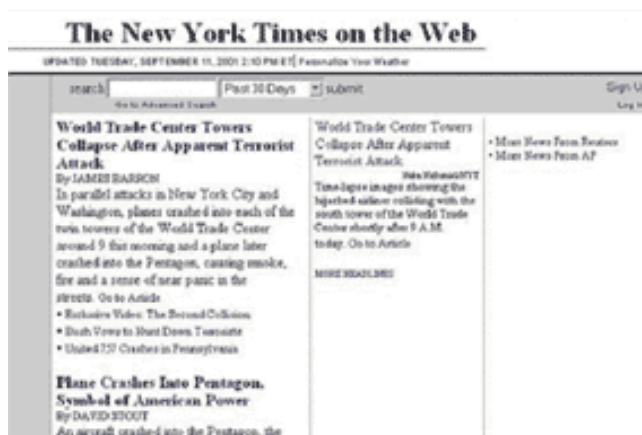 The New York Times on the Web
UPDATED TUESDAY, SEPTEMBER 11, 2001 2:10 PM ET| Personalize Your Weather
search Past 30 Days submit Sign U
Go to Advanced Search Log
World Trade Center Towers
Collapse After Apparent Terrorist
Attack
By JAMES BARRON
In parallel attacks in New York City and
Washington, planes crashed into each of the
twin towers of the World Trade Center
around 9 this morning and a plane later
crashed into the Pentagon, causing smoke,
fire and a sense of near panic in the
streets. Go to Article
• Exclusive Video: The Second Collision
• Bush Vows to Hunt Down Terrorists
• United 757 Crashes in Pennsylvania
Plane Crashes Into Pentagon,
Symbol of American Power
By DAVID STOUT
An aircraft crashed into the Pentagon, the
World Trade Center Towers
Collapse After Apparent
Terrorist Attack
Time-lapse images showing the
hijacked airliner colliding with the
south tower of the World Trade
Center shortly after 9 A.M.
today. Go to Article
MORE HEADLINES
• More News From Reuters
• More News From AP